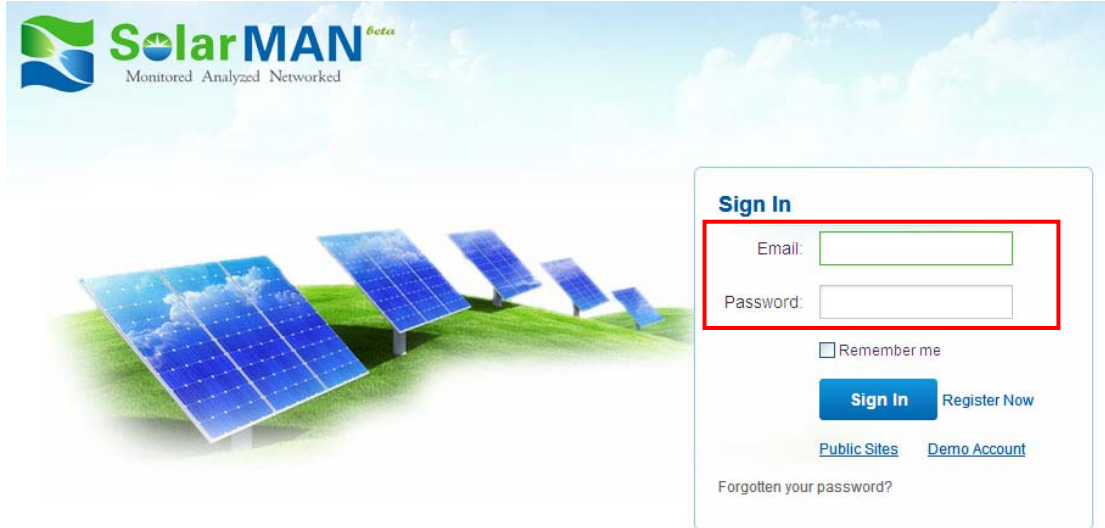 SolarMAN beta
Monitored Analyzed Networked
Sign In
Email:
Password:
Remember me
Sign In Register Now
Public Sites Demo Account
Forgotten your password?